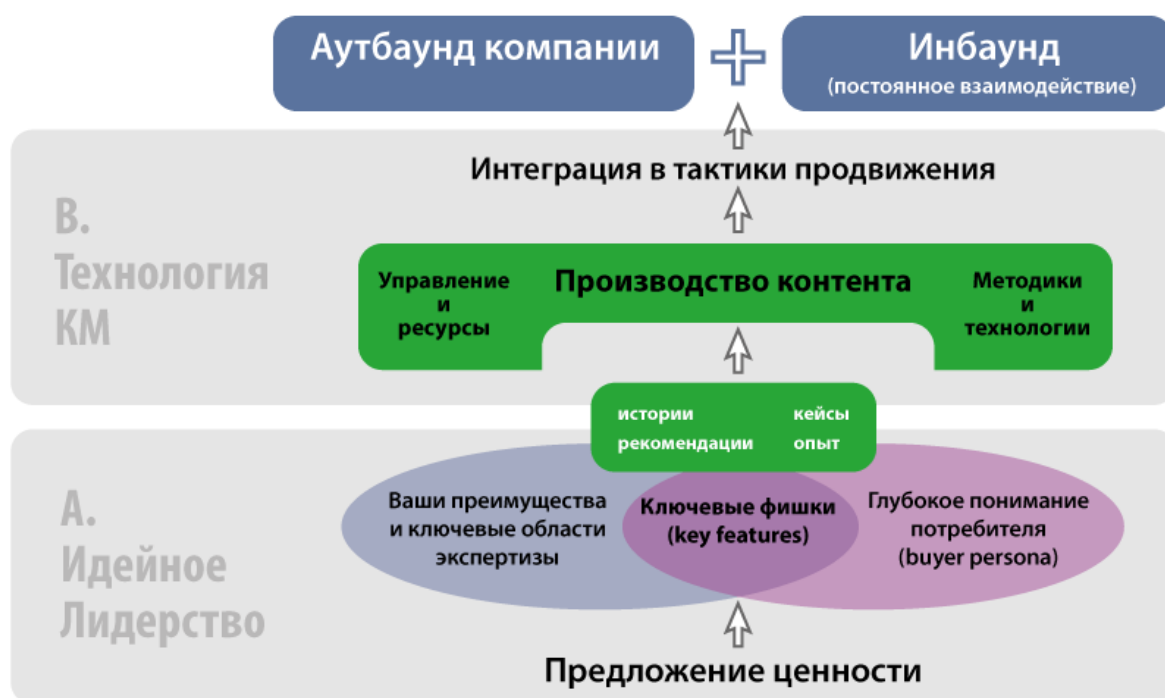 Аутбаунд компании
Инбаунд
(постоянное взаимодействие)
Интеграция в тактики продвижения
B.
Технология
КМ
Управление
и
ресурсы
Производство контента
Методики
и
технологии
истории кейсы
рекомендации опыт
A.
Идейное
Лидерство
Ваши преимущества
и ключевые области
экспертизы
Ключевые фишки
(key features)
Глубокое понимание
потребителя
(buyer persona)
Предложение ценности